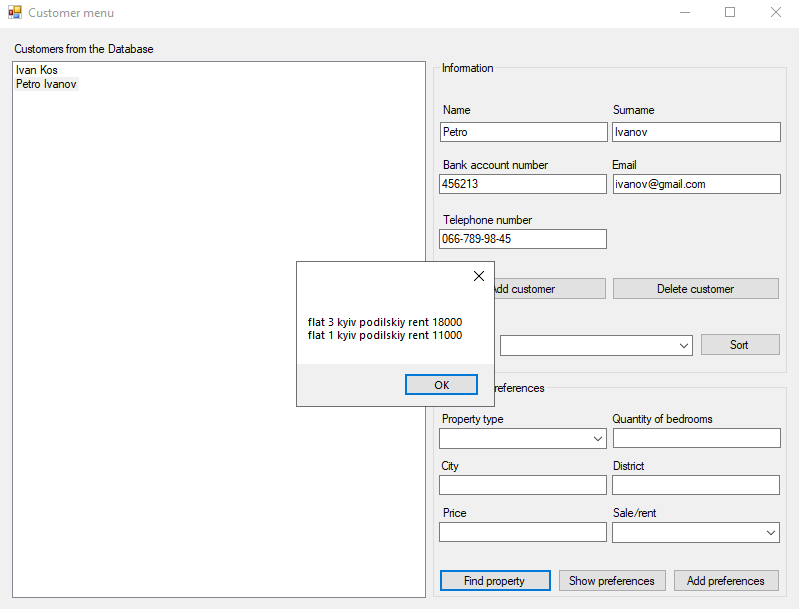 Customer menu
Customers from the Database
Ivan Kos
Petro Ivanov
Information
Name
Surname
Petro
Ivanov
Bank account number
Email
456213
ivanov@gmail.com
Telephone number
066-789-98-45
customer
Delete customer
flat 3 kyiv podilskiy rent 18000
flat 1 kyiv podilskiy rent 11000
Sort
OK
Property type
Quantity of bedrooms
City
District
Price
Sale/rent
Find property
Show preferences
Add preferences